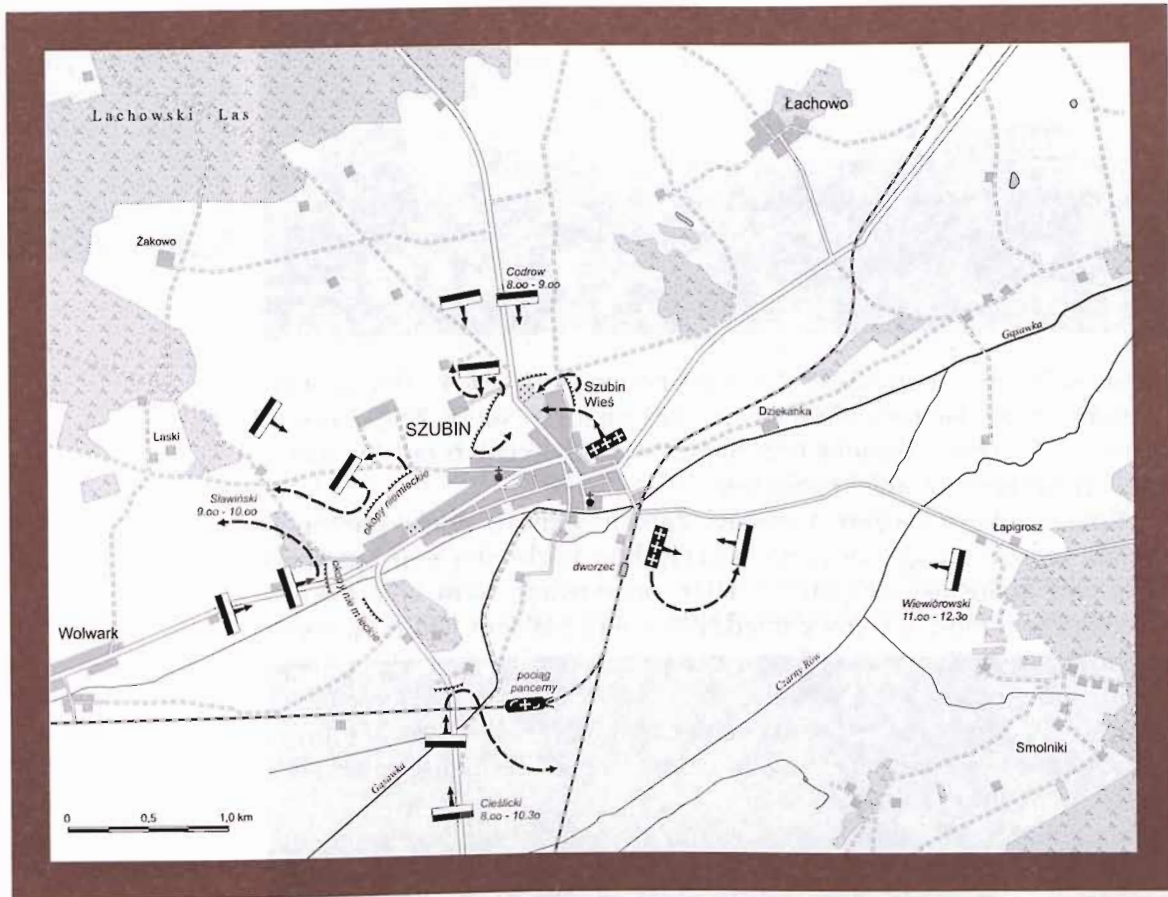 Lachowski Las
Łachowo
Żakowo
Codrow
8.oo - 9.oo
Szubin
Wieś
Gąsawka
Dziekanka
SZUBIN
Laski
okopy niemieckie
Sławiński
9.oo - 10.oo
Łapigrosz
dworzec
okopy niemieckie
Wiewiórowski
11.oo - 12.3o
Wolwark
Czarny Rów
pociąg
pancerny
Smolniki
Gąsawka
Cieślicki
8.oo - 10.3o
0 0,5 1,0 km